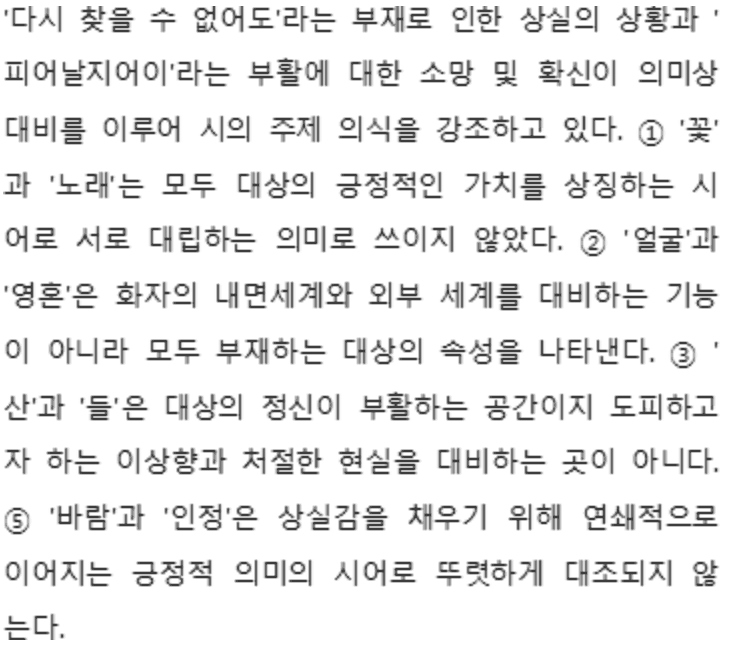 '다시 찾을 수 없어도'라는 부재로 인한 상실의 상황과 '
피어날지어이'라는 부활에 대한 소망 및 확신이 의미상
대비를 이루어 시의 주제 의식을 강조하고 있다. ① '꽃'
과 '노래'는 모두 대상의 긍정적인 가치를 상징하는 시
어로 서로 대립하는 의미로 쓰이지 않았다. ② '얼굴'과
'영혼'은 화자의 내면세계와 외부 세계를 대비하는 기능
이 아니라 모두 부재하는 대상의 속성을 나타낸다. ③ '
산'과 '들'은 대상의 정신이 부활하는 공간이지 도피하고
자 하는 이상향과 처절한 현실을 대비하는 곳이 아니다.
⑤ '바람'과 '인정'은 상실감을 채우기 위해 연쇄적으로
이어지는 긍정적 의미의 시어로 뚜렷하게 대조되지 않
는다.